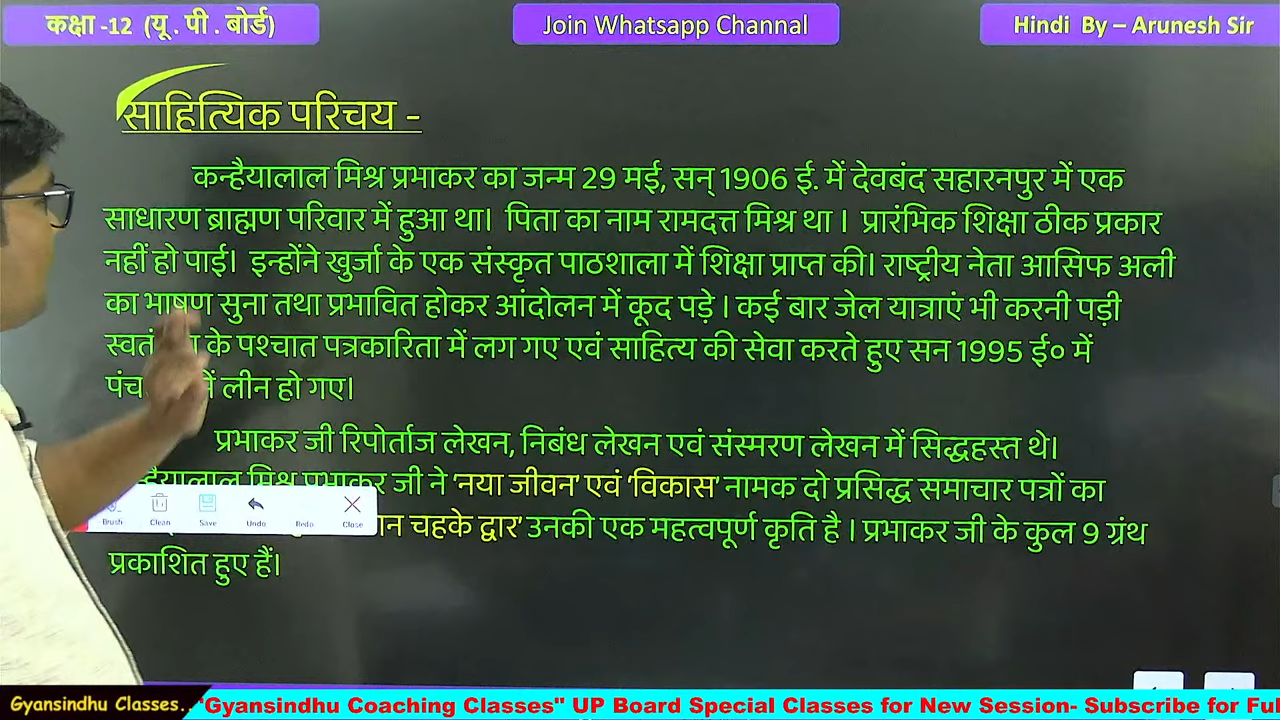 कक्षा -12 (यू . पी . बोर्ड)
Join Whatsapp Channal
Hindi By – Arunesh Sir
साहित्यिक परिचय -
कन्हैयालाल मिश्र प्रभाकर का जन्म 29 मई, सन् 1906 ई. में देवबंद सहारनपुर में एक
साधारण ब्राह्मण परिवार में हुआ था। पिता का नाम रामदत्त मिश्र था । प्रारंभिक शिक्षा ठीक प्रकार
नहीं हो पाई। इन्होंने खुर्जा के एक संस्कृत पाठशाला में शिक्षा प्राप्त की। राष्ट्रीय नेता आसिफ अली
का भाषण सुना तथा प्रभावित होकर आंदोलन में कूद पड़े । कई बार जेल यात्राएं भी करनी पड़ी
के पश्चात पत्रकारिता में लग गए एवं साहित्य की सेवा करते हुए सन 1995 ई० में
लीन हो गए।
प्रभाकर जी रिपोर्ताज लेखन, निबंध लेखन एवं संस्मरण लेखन में सिद्धहस्त थे।
मिश्र प्रभाकर जी ने 'नया जीवन' एवं 'विकास' नामक दो प्रसिद्ध समाचार पत्रों का
चहके द्वार' उनकी एक महत्वपूर्ण कृति है । प्रभाकर जी के कुल 9 ग्रंथ
प्रकाशित हुए हैं।
Brush Clean Save Undo Redo Close
Gyansindhu Classes..
"Gyansindhu Coaching Classes" UP Board Special Classes for New Session- Subscribe for Ful